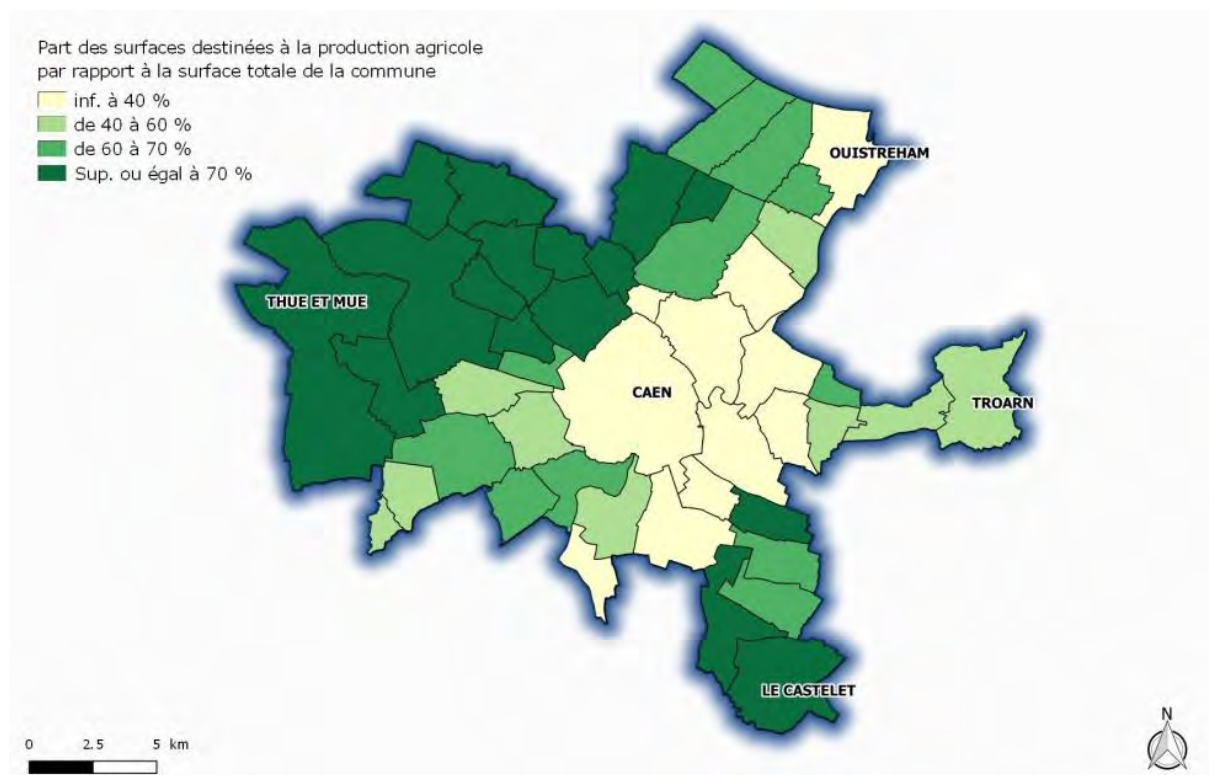 Part des surfaces destinées à la production agricole
par rapport à la surface totale de la commune
inf. à 40 %
de 40 à 60 %
de 60 à 70 %
Sup. ou égal à 70 %
OUISTREHAM
THUE ET MUE
CAEN
TROARN
LE CASTELET
0 2.5 5 km
N